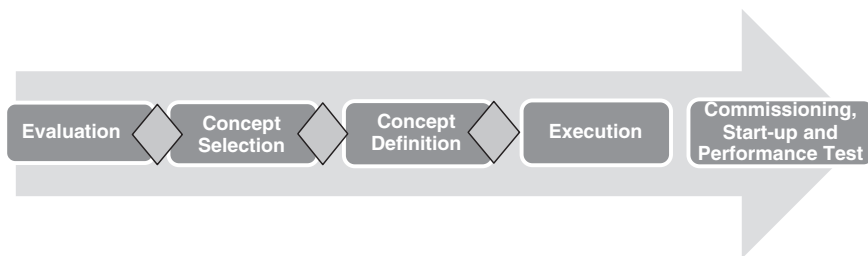 Evaluation
Concept
Selection
Concept
Definition
Execution
Commissioning,
Start-up and
Performance Test